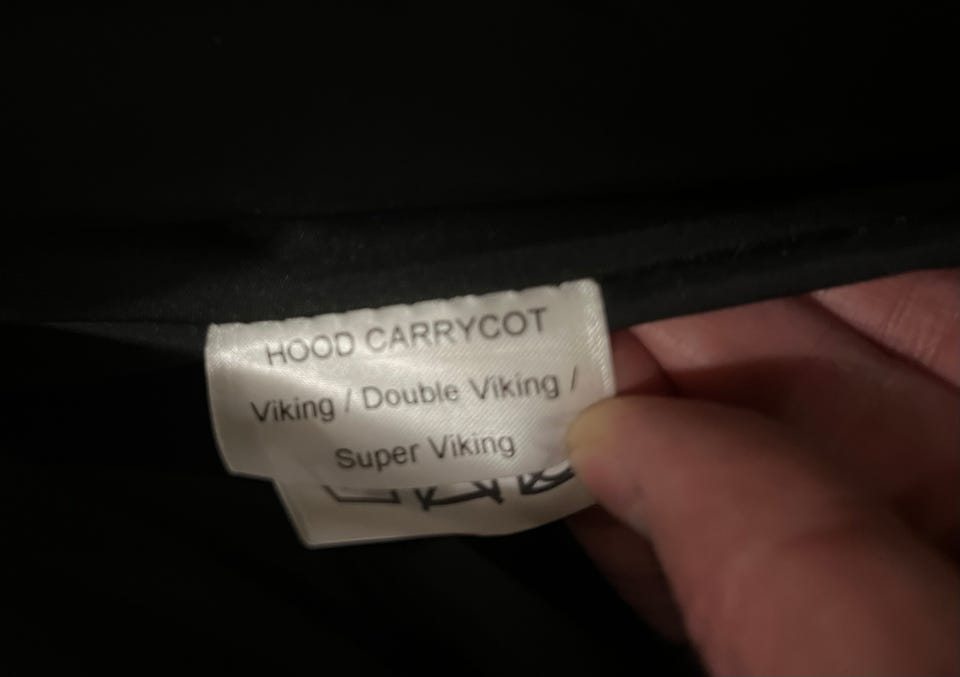 HOOD CARRYCOT
Viking / Double Viking /
Super Viking